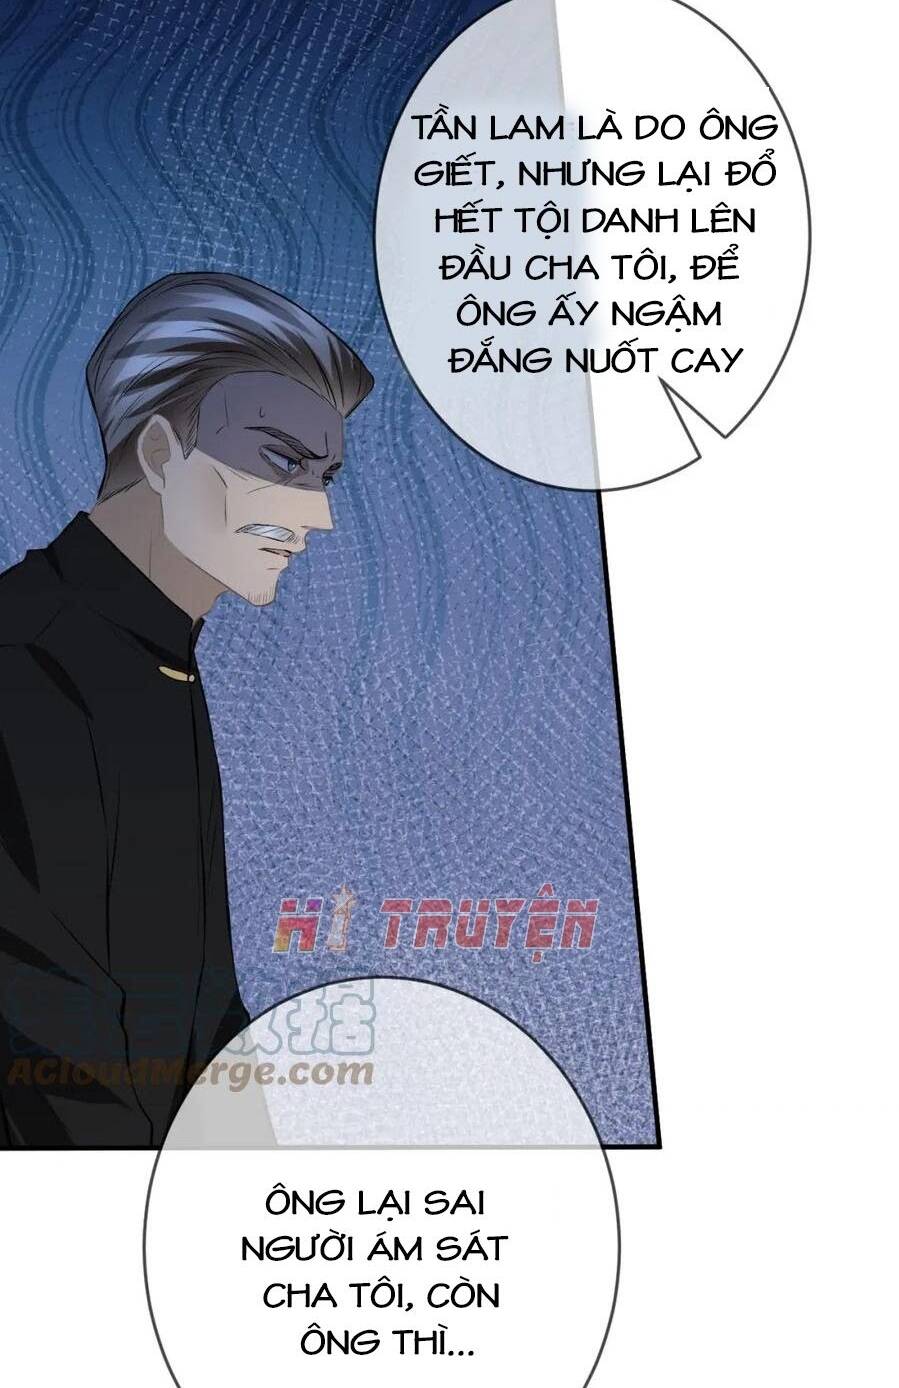 TẦN LAM LÀ DO ÔNG
GIẾT, NHƯNG LẠI ĐỔ
HẾT TỘI DANH LÊN
ĐẦU CHA TÔI, ĐỂ
ÔNG ẤY NGẬM
ĐẮNG NUỐT CAY
HI TRUYỆN
ACloudMerge.com
ÔNG LẠI SAI
NGƯỜI ÁM SÁT
CHA TÔI, CÒN
ÔNG THÌ...